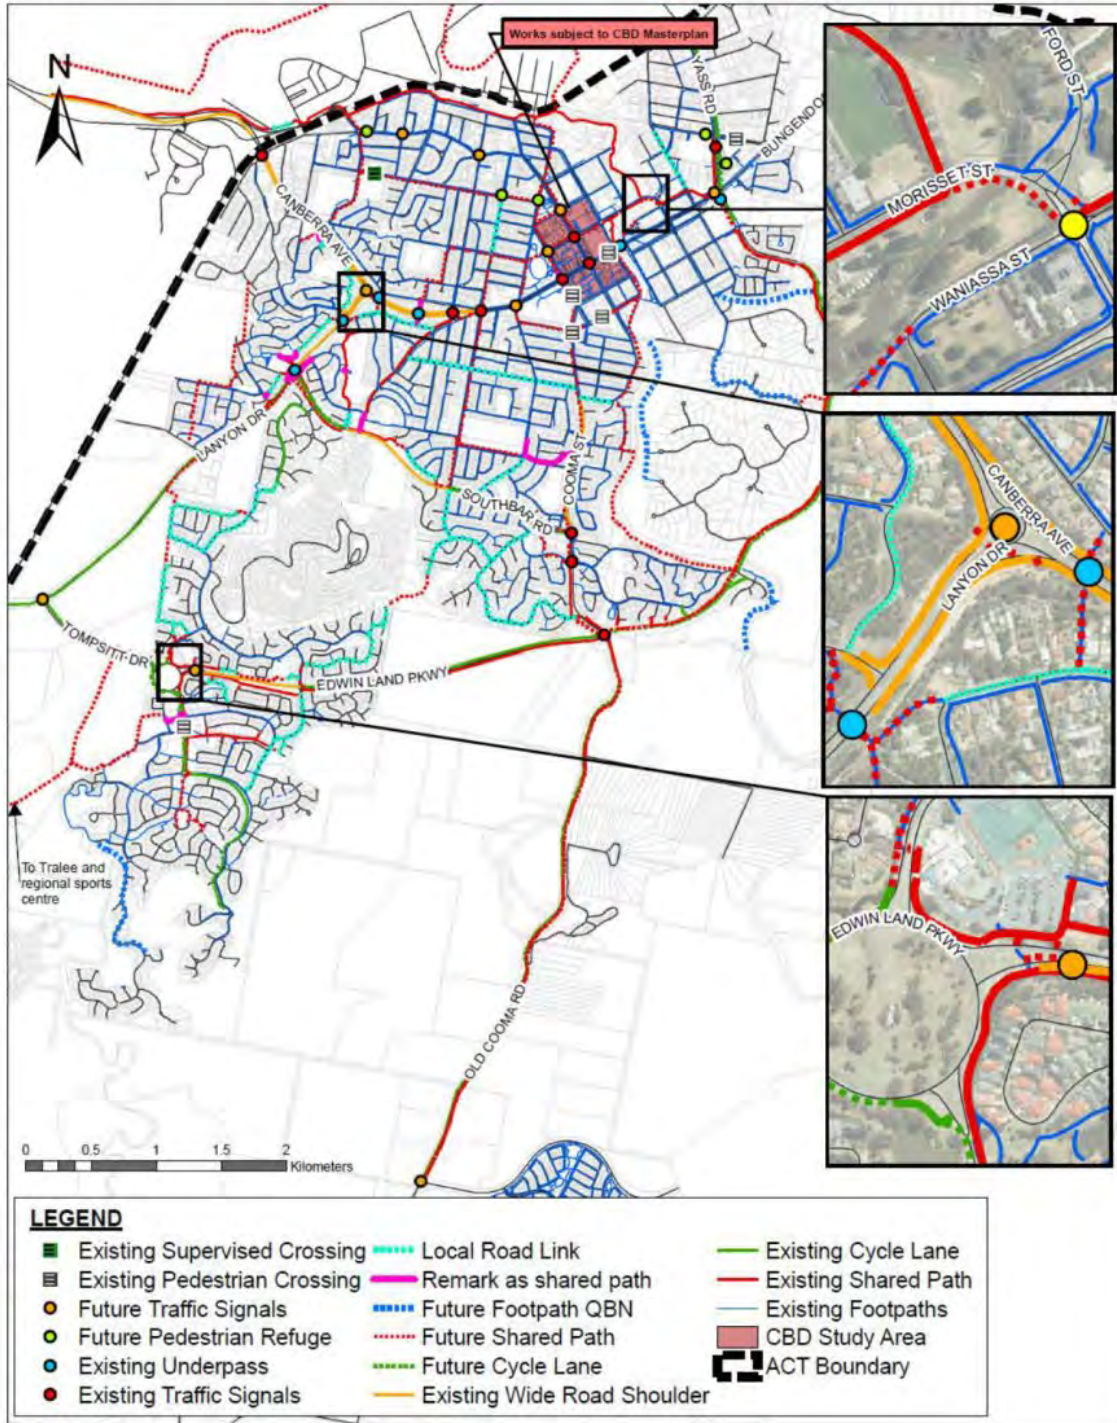 Works subject to CBD Masterplan
N
YASS RD
CANBERRA AVE
LANYON DR
COOMA ST
SOUTHBAR RD
TOMPSITT DR
EDWIN LAND PKWY
OLD COOMA RD
To Tralee and
regional sports
centre
FORD ST
MORISSET ST
WANIASSA ST
CANBERRA AVE
LANYON DR
EDWIN LAND PKWY
0 0.5 1 1.5 2
Kilometers
LEGEND
Existing Supervised Crossing
Existing Pedestrian Crossing
Future Traffic Signals
Future Pedestrian Refuge
Existing Underpass
Existing Traffic Signals
Local Road Link
Remark as shared path
Future Footpath QBN
Future Shared Path
Future Cycle Lane
Existing Wide Road Shoulder
Existing Cycle Lane
Existing Shared Path
Existing Footpaths
CBD Study Area
ACT Boundary